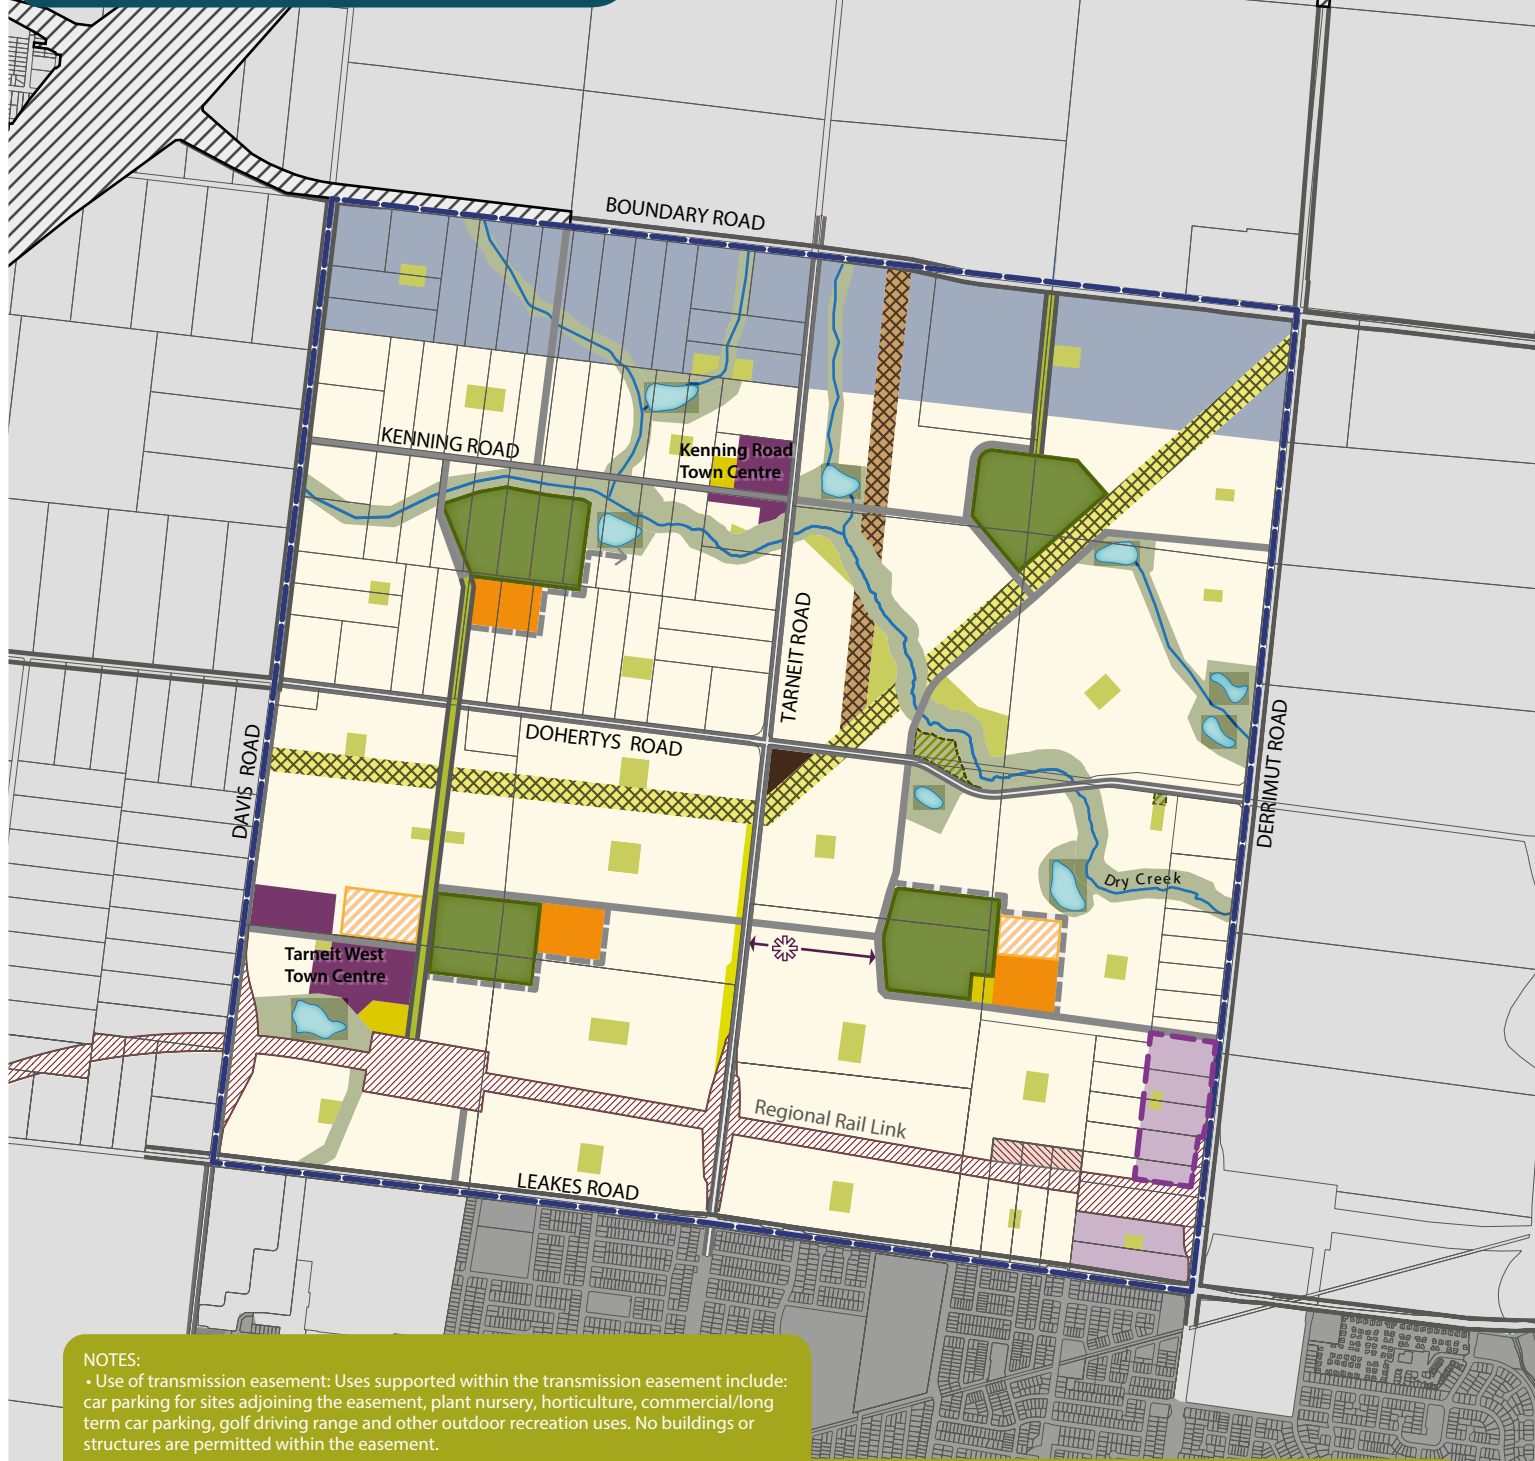 BOUNDARY ROAD
KENNING ROAD
Kenning Road
Town Centre
TARNEIT ROAD
DOHERTYS ROAD
DAVIS ROAD
DERRIMUT ROAD
Dry Creek
Tarneit West
Town Centre
Regional Rail Link
LEAKES ROAD
NOTES:
• Use of transmission easement: Uses supported within the transmission easement include:
car parking for sites adjoining the easement, plant nursery, horticulture, commercial/long
term car parking, golf driving range and other outdoor recreation uses. No buildings or
structures are permitted within the easement.